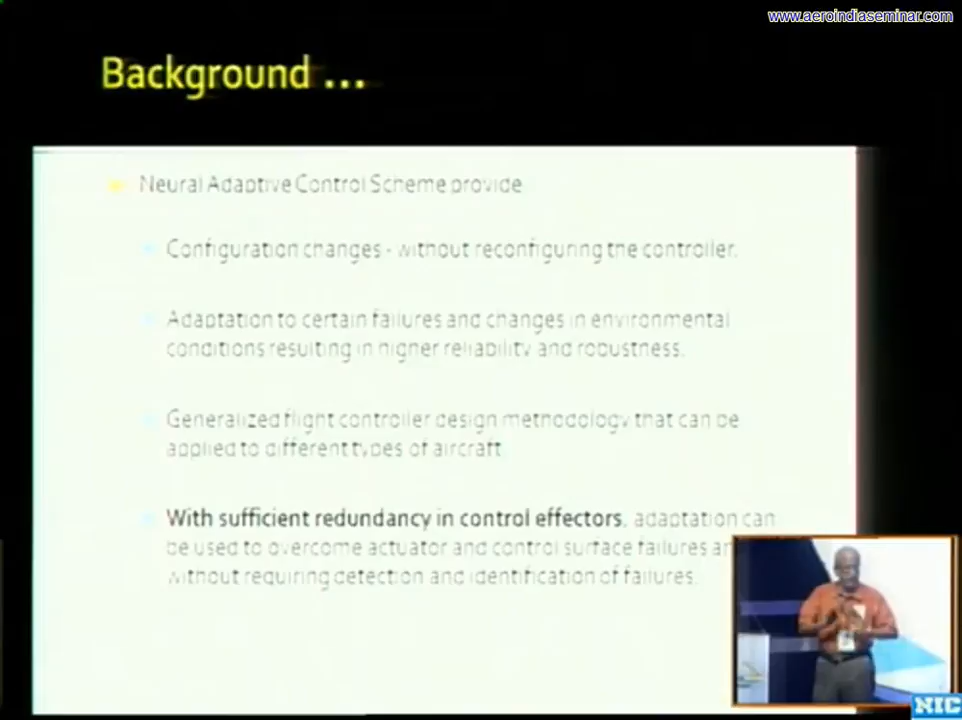 www.aeroindiaseminar.com
Background ...
Neural Adaptive Control Scheme provide
Configuration changes - without reconfiguring the controller.
Adaptation to certain failures and changes in environmental
conditions resulting in higher reliability and robustness.
Generalized flight controller design methodology that can be
applied to different types of aircraft
With sufficient redundancy in control effectors, adaptation can
be used to overcome actuator and control surface failures
without requiring detection and identification of failures.
NIC